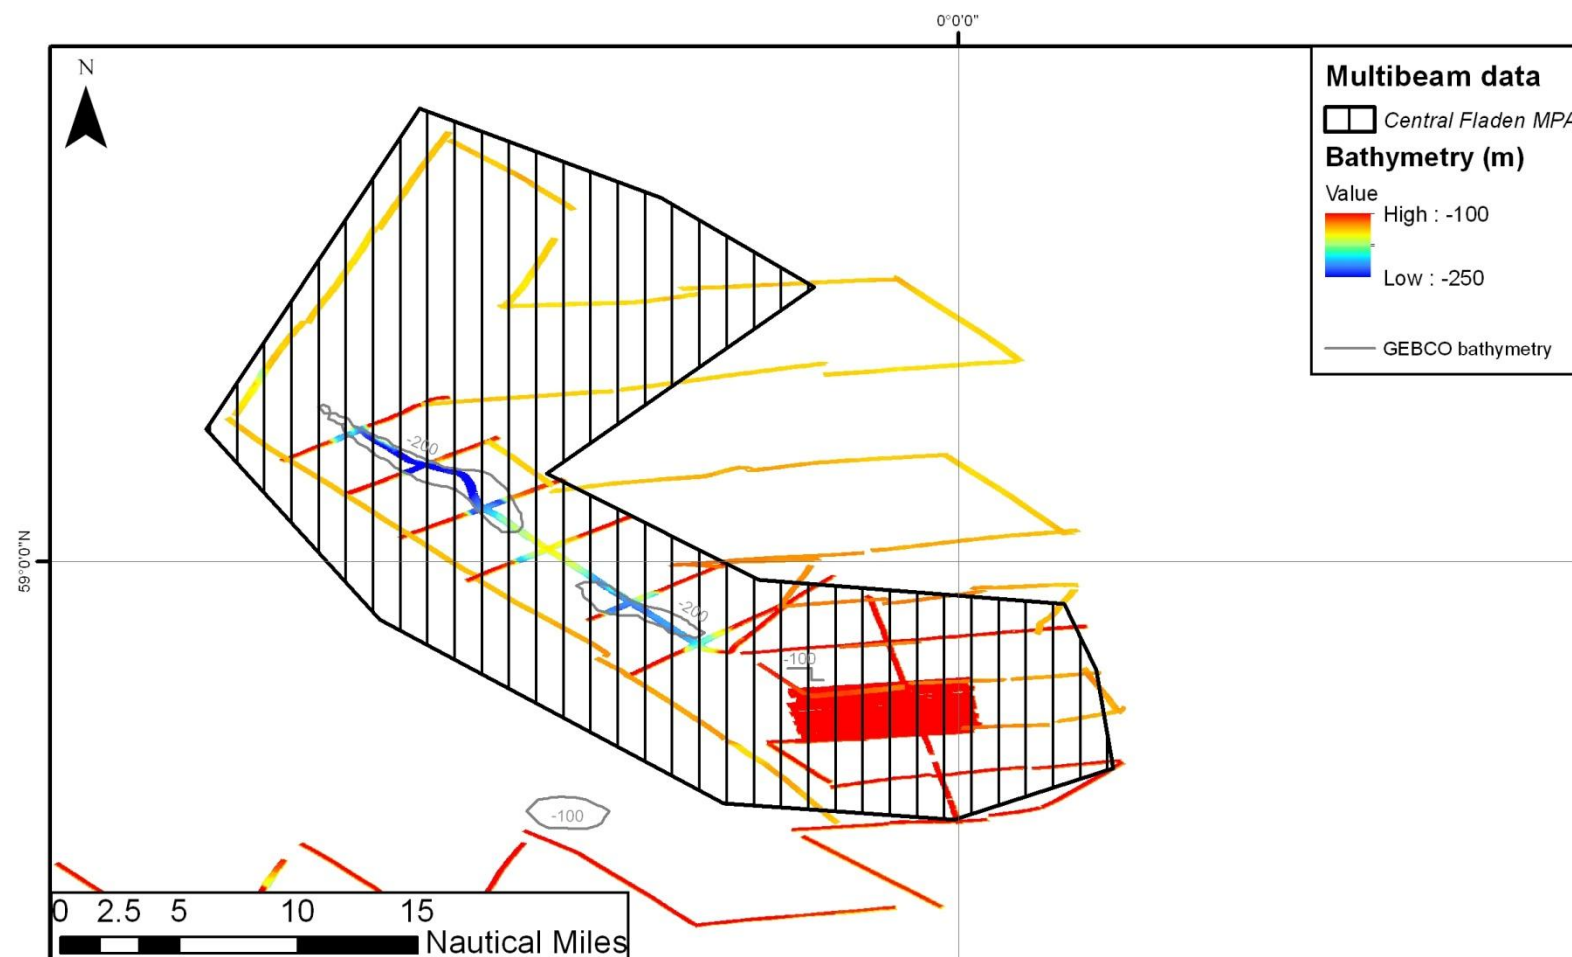 0°0'0"
N
Multibeam data
Central Fladen MPA
Bathymetry (m)
Value
High : -100
Low : -250
GEBCO bathymetry
-200
59°0'0"N
-200
-100
-100
0 2.5 5 10 15
Nautical Miles